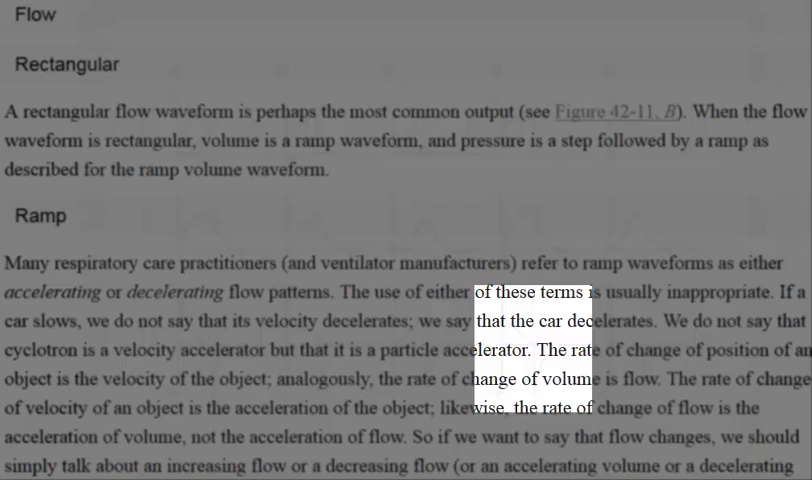 Flow
Rectangular
A rectangular flow waveform is perhaps the most common output (see Figure 42-11, B). When the flow
waveform is rectangular, volume is a ramp waveform, and pressure is a step followed by a ramp as
described for the ramp volume waveform.
Ramp
Many respiratory care practitioners (and ventilator manufacturers) refer to ramp waveforms as either
accelerating or decelerating flow patterns. The use of either of these terms is usually inappropriate. If a
car slows, we do not say that its velocity decelerates; we say that the car decelerates. We do not say that
cyclotron is a velocity accelerator but that it is a particle accelerator. The rate of change of position of an
object is the velocity of the object; analogously, the rate of change of volume is flow. The rate of change
of velocity of an object is the acceleration of the object; likewise, the rate of change of flow is the
acceleration of volume, not the acceleration of flow. So if we want to say that flow changes, we should
simply talk about an increasing flow or a decreasing flow (or an accelerating volume or a decelerating